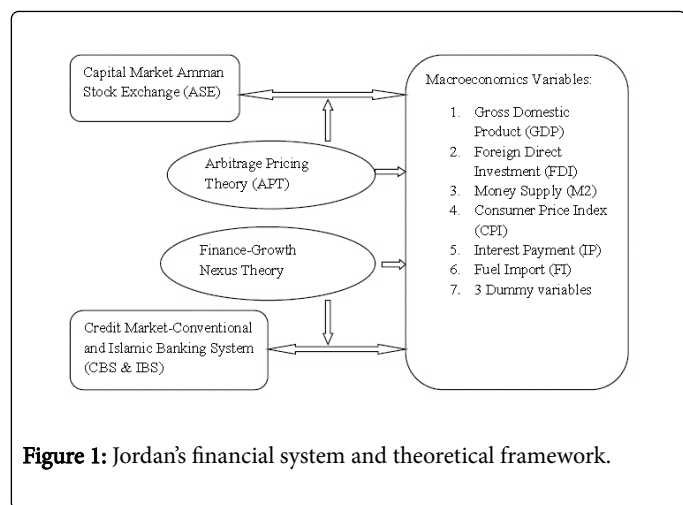 Capital Market Amman
Stock Exchange (ASE)
Arbitrage Pricing
Theory (APT)
Finance-Growth
Nexus Theory
Credit Market-Conventional
and Islamic Banking System
(CBS & IBS)
Macroeconomics Variables:
1. Gross Domestic
Product (GDP)
2. Foreign Direct
Investment (FDI)
3. Money Supply (M2)
4. Consumer Price Index
(CPI)
5. Interest Payment (IP)
6. Fuel Import (FI)
7. 3 Dummy variables
Figure 1: Jordan's financial system and theoretical framework.